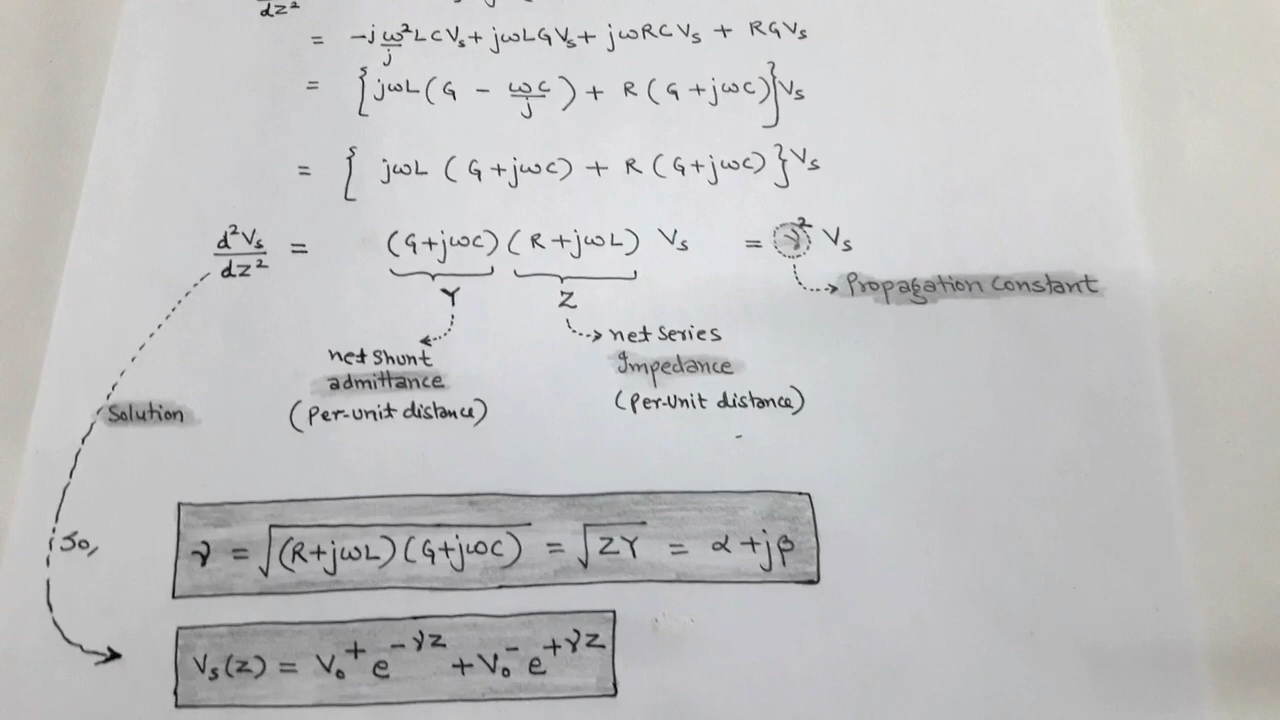 dz²
= -jω²/j LCVs + jωLGVs + jωRCVs + RGVs
= {jωL(G - ωC/j) + R(G+jωC)}Vs
= { jωL (G+jωC) + R(G+jωC)}Vs
d²Vs/dz² = (G+jωC)(R+jωL) Vs = γ² Vs
Propagation Constant
Y Z
net Shunt
admittance
(Per-unit distance)
net Series
Impedance
(Per-Unit distance)
Solution
So,
γ = √(R+jωL)(G+jωC) = √ZY = α+jβ
Vs(z) = V₀⁺e^-γz + V₀⁻e^+γz